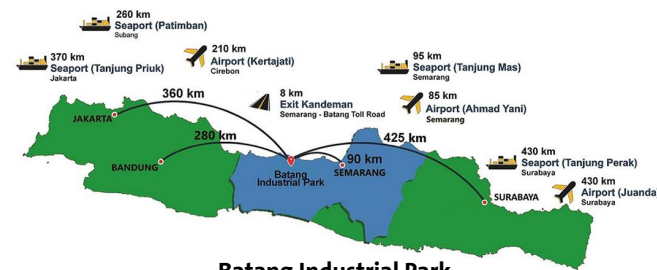 260 km
Seaport (Patimban)
Subang
370 km
Seaport (Tanjung Priuk)
Jakarta
210 km
Airport (Kertajati)
Cirebon
95 km
Seaport (Tanjung Mas)
Semarang
8 km
Exit Kandeman
Semarang - Batang Toll Road
85 km
Airport (Ahmad Yani)
Semarang
360 km
JAKARTA
280 km
425 km
BANDUNG
90 km
SEMARANG
Batang
Industrial Park
430 km
Seaport (Tanjung Perak)
Surabaya
430 km
Airport (Juanda
Surabaya
SURABAYA
Batang Industrial Park